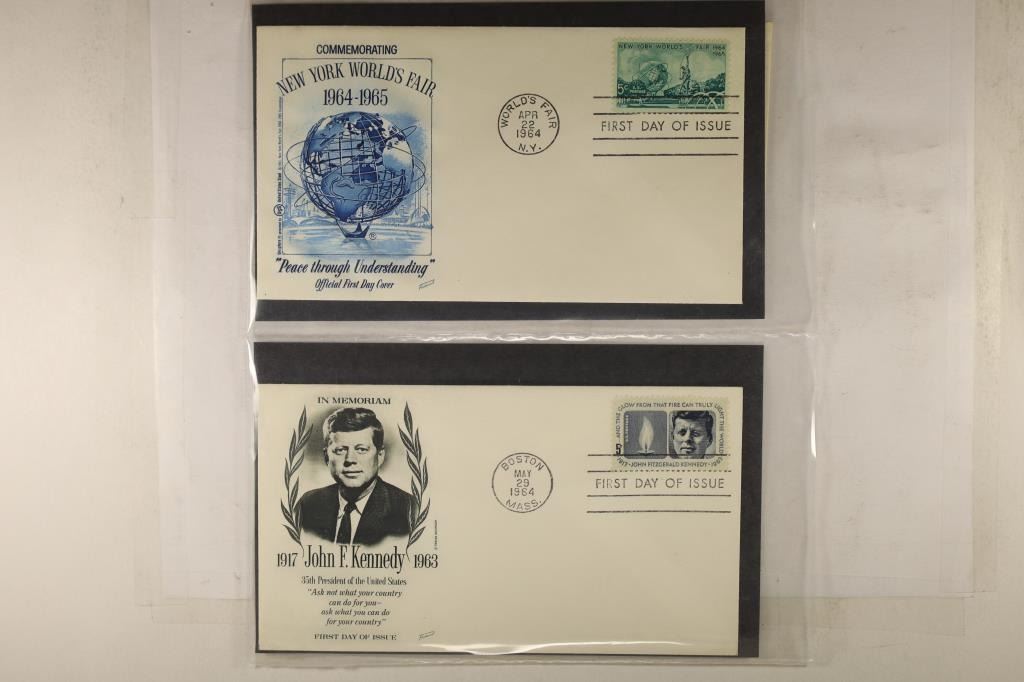 COMMEMORATING
NEW YORK WORLD'S FAIR
1964-1965
"Peace through Understanding"
Official First Day Cover
WORLD'S FAIR
APR
22
1964
N.Y.
NEW YORK WORLD'S FAIR 1964
1965
5c
FIRST DAY OF ISSUE
IN MEMORIAM
1917 John F. Kennedy 1963
35th President of the United States
"Ask not what your country
can do for you—
ask what you can do
for your country"
FIRST DAY OF ISSUE
BOSTON
MAY
29
1964
MASS.
AND THE GLOW FROM THAT FIRE CAN TRULY LIGHT THE WORLD
5
1917·JOHN FITZGERALD KENNEDY·1963
FIRST DAY OF ISSUE